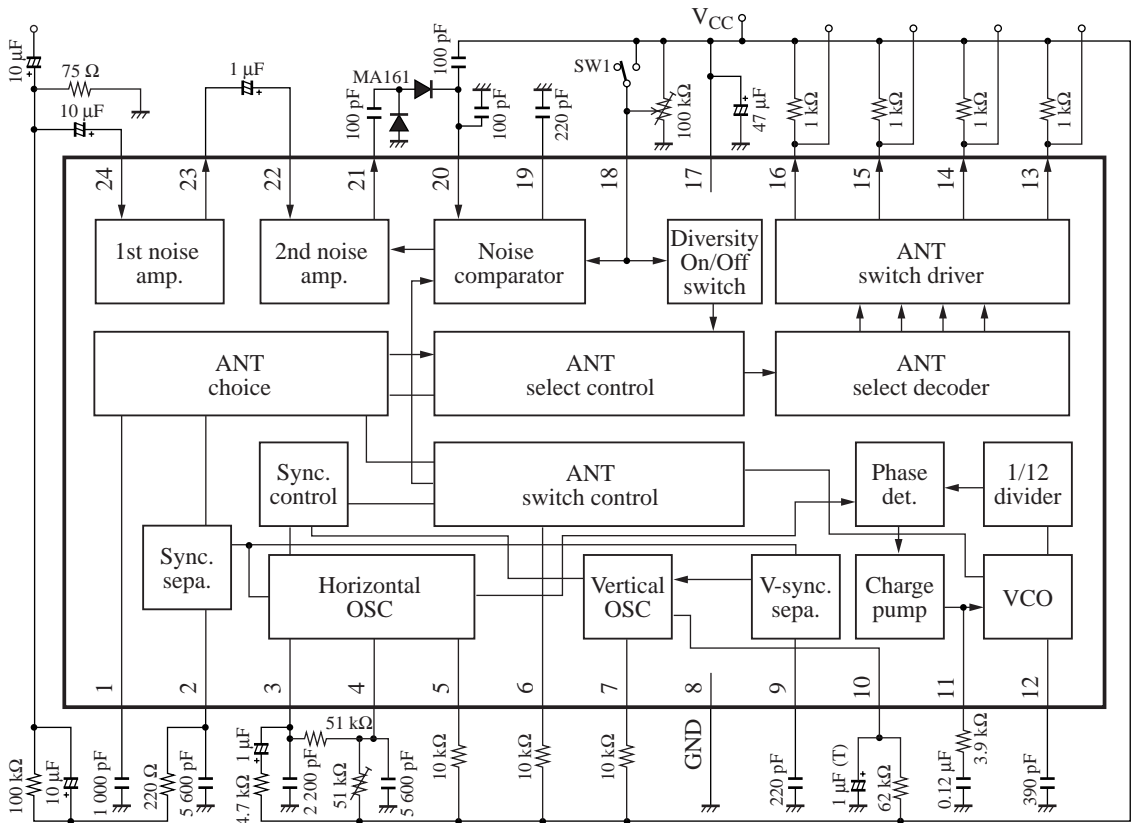 VCC
10 µF
75 Ω
10 µF
1 µF
MA161
100 pF
100 pF
100 pF
220 pF
SW1
100 kΩ
47 µF
1 kΩ
1 kΩ
1 kΩ
1 kΩ
24
23
22
21
20
19
18
17
16
15
14
13
1st noise
amp.
2nd noise
amp.
Noise
comparator
Diversity
On/Off
switch
ANT
switch driver
ANT
choice
ANT
select control
ANT
select decoder
Sync.
control
ANT
switch control
Phase
det.
1/12
divider
Sync.
sepa.
Horizontal
OSC
Vertical
OSC
V-sync.
sepa.
Charge
pump
VCO
1
2
3
4
5
6
7
8
9
10
11
12
100 kΩ
10 µF
1 000 pF
220 Ω
5 600 pF
1 µF
4.7 kΩ
2 200 pF
51 kΩ
51 kΩ
5 600 pF
10 kΩ
10 kΩ
10 kΩ
GND
220 pF
1 µF (T)
62 kΩ
3.9 kΩ
0.12 µF
390 pF